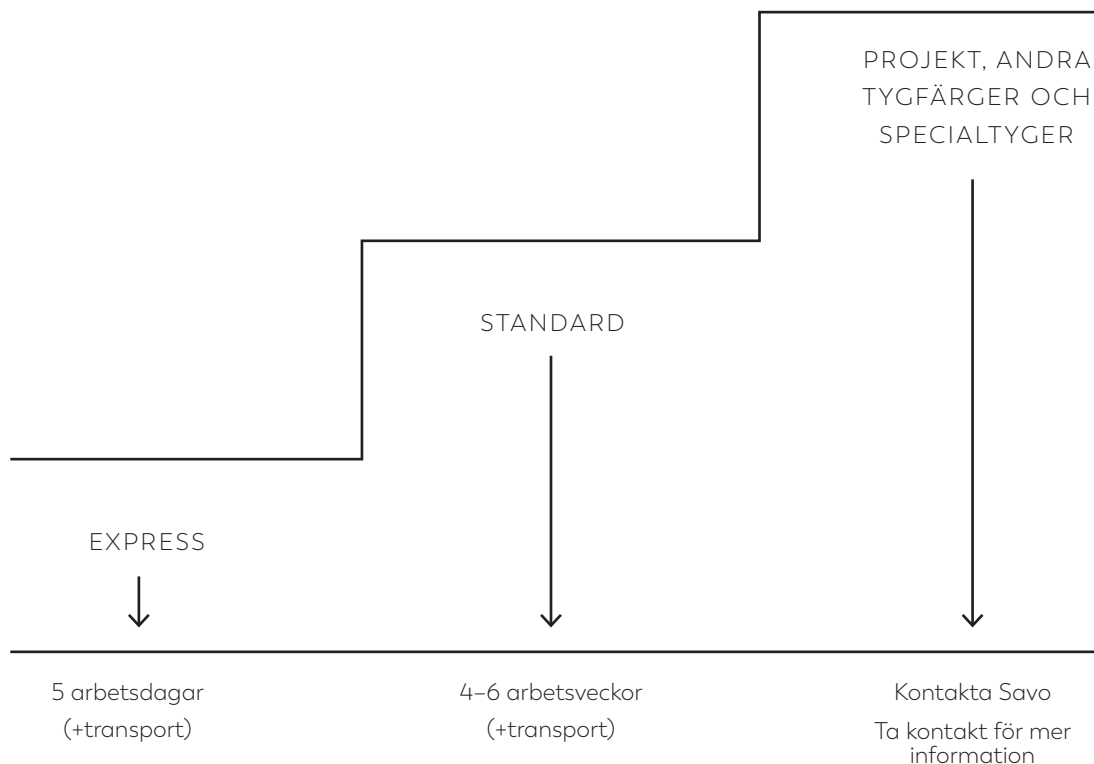 PROJEKT, ANDRA
TYGFÄRGER OCH
SPECIALTYGER
STANDARD
EXPRESS
5 arbetsdagar
(+transport)
4–6 arbetsveckor
(+transport)
Kontakta Savo
Ta kontakt för mer
information